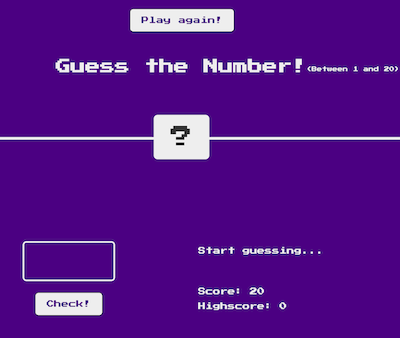 Play again!
Guess the Number! (Between 1 and 20)
?
Start guessing...
Score: 20
Check!
Highscore: 0